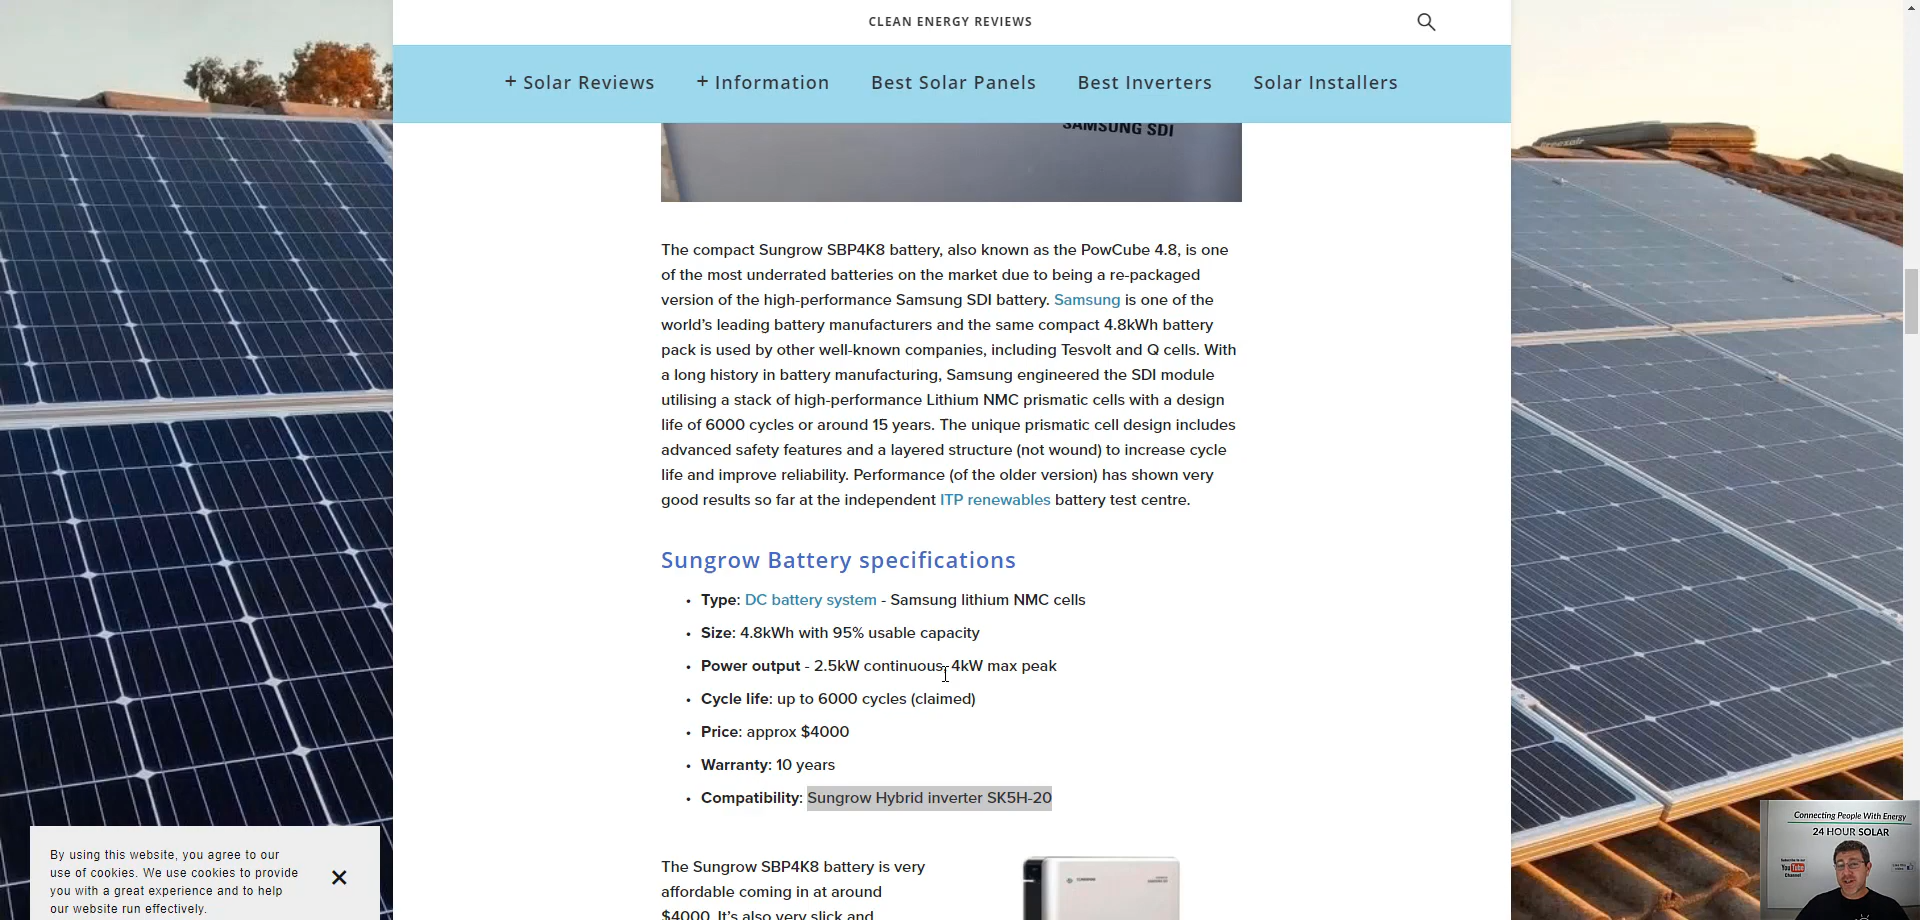 CLEAN ENERGY REVIEWS
+ Solar Reviews
+ Information
Best Solar Panels
Best Inverters
Solar Installers
SAMSUNG SDI
The compact Sungrow SBP4K8 battery, also known as the PowCube 4.8, is one
of the most underrated batteries on the market due to being a re-packaged
version of the high-performance Samsung SDI battery. Samsung is one of the
world’s leading battery manufacturers and the same compact 4.8kWh battery
pack is used by other well-known companies, including Tesvolt and Q cells. With
a long history in battery manufacturing, Samsung engineered the SDI module
utilising a stack of high-performance Lithium NMC prismatic cells with a design
life of 6000 cycles or around 15 years. The unique prismatic cell design includes
advanced safety features and a layered structure (not wound) to increase cycle
life and improve reliability. Performance (of the older version) has shown very
good results so far at the independent ITP renewables battery test centre.
Sungrow Battery specifications
• Type: DC battery system - Samsung lithium NMC cells
• Size: 4.8kWh with 95% usable capacity
• Power output - 2.5kW continuous, 4kW max peak
• Cycle life: up to 6000 cycles (claimed)
• Price: approx $4000
• Warranty: 10 years
• Compatibility: Sungrow Hybrid inverter SK5H-20
The Sungrow SBP4K8 battery is very
affordable coming in at around
$4000. It’s also very slick and
By using this website, you agree to our
use of cookies. We use cookies to provide
you with a great experience and to help
our website run effectively.
Connecting People With Energy
24 HOUR SOLAR
YouTube
Channel